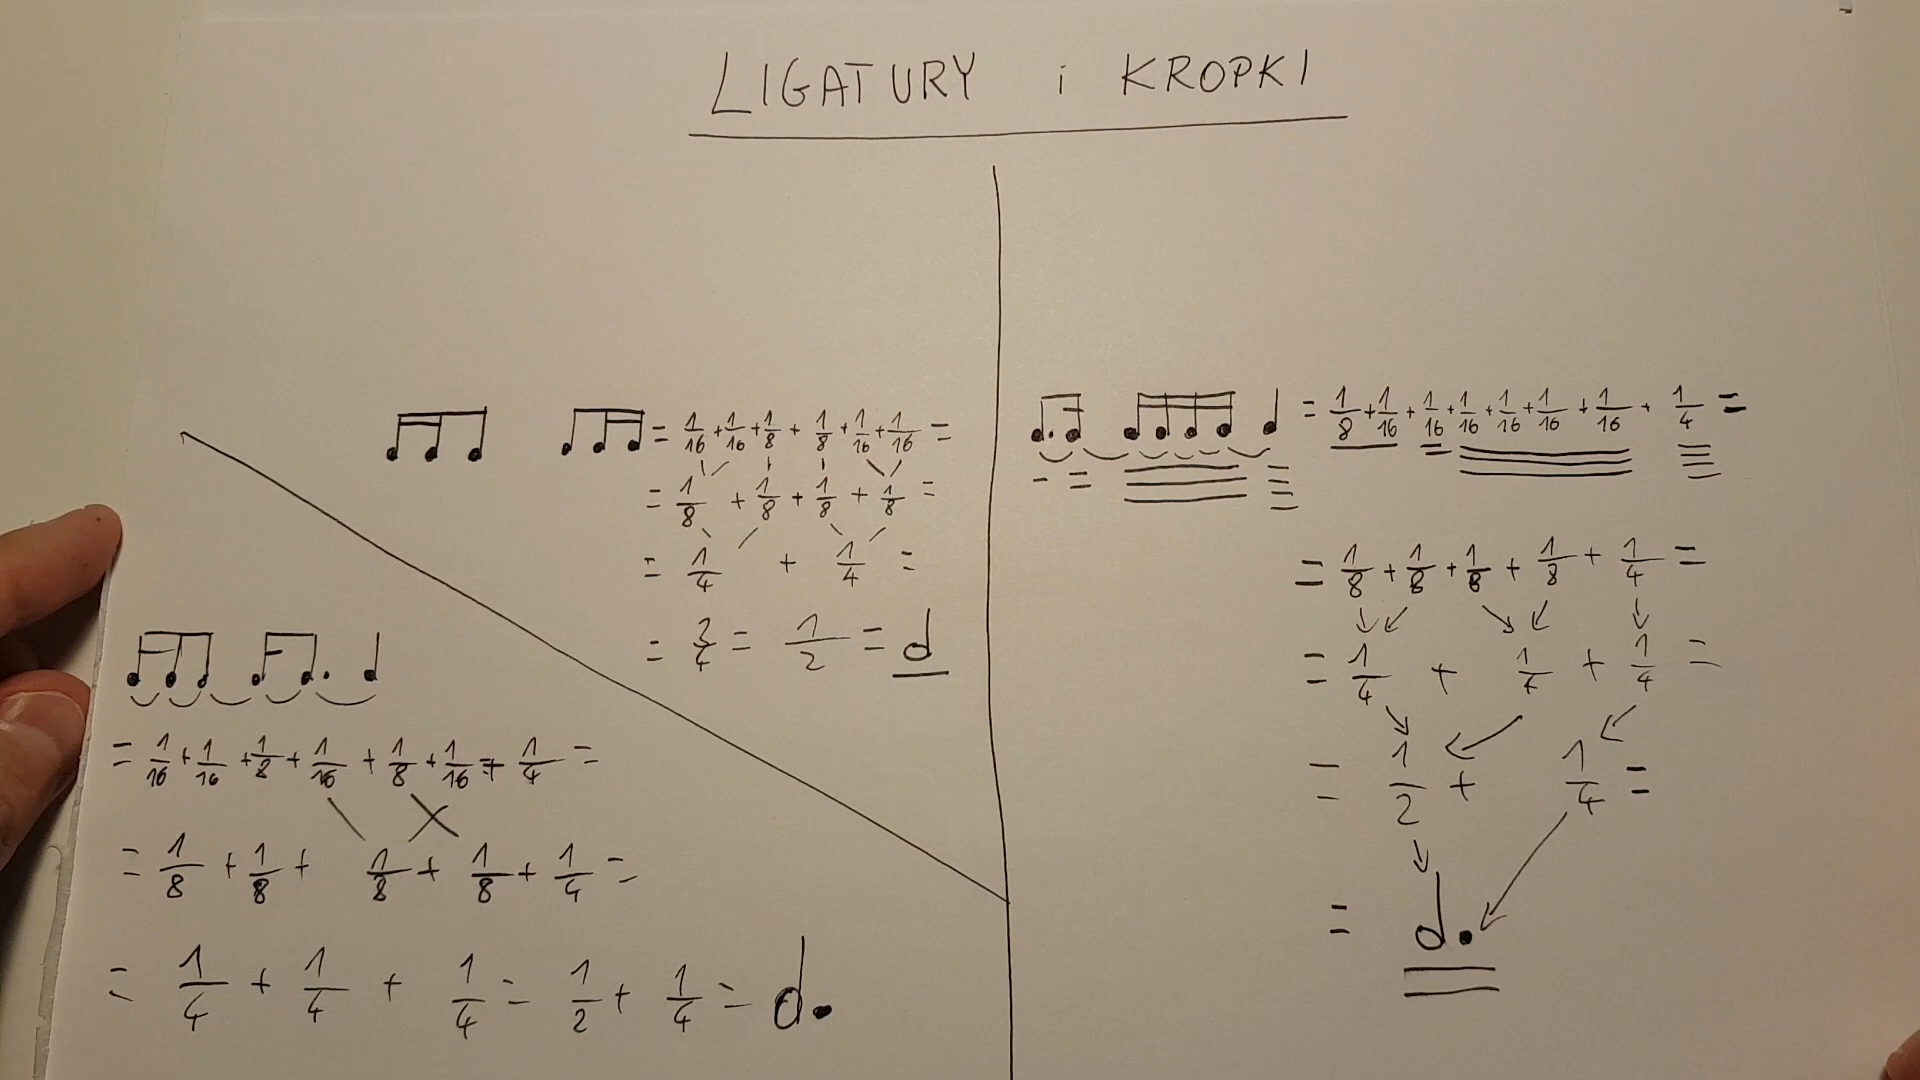 LIGATURY i KROPKI
= 1/16 + 1/16 + 1/8 + 1/8 + 1/16 + 1/16 =
= 1/8 + 1/8 + 1/8 + 1/8 =
= 1/4 + 1/4 =
= 2/4 = 1/2 =
= 1/16 + 1/16 + 1/8 + 1/16 + 1/8 + 1/16 + 1/4 =
= 1/8 + 1/8 + 1/8 + 1/8 + 1/4 =
= 1/4 + 1/4 + 1/4 = 1/2 + 1/4 =
= 1/8 + 1/16 + 1/16 + 1/16 + 1/16 + 1/16 + 1/16 + 1/4 =
= 1/8 + 1/8 + 1/8 + 1/8 + 1/4 =
= 1/4 + 1/4 + 1/4 =
= 1/2 + 1/4 =
=